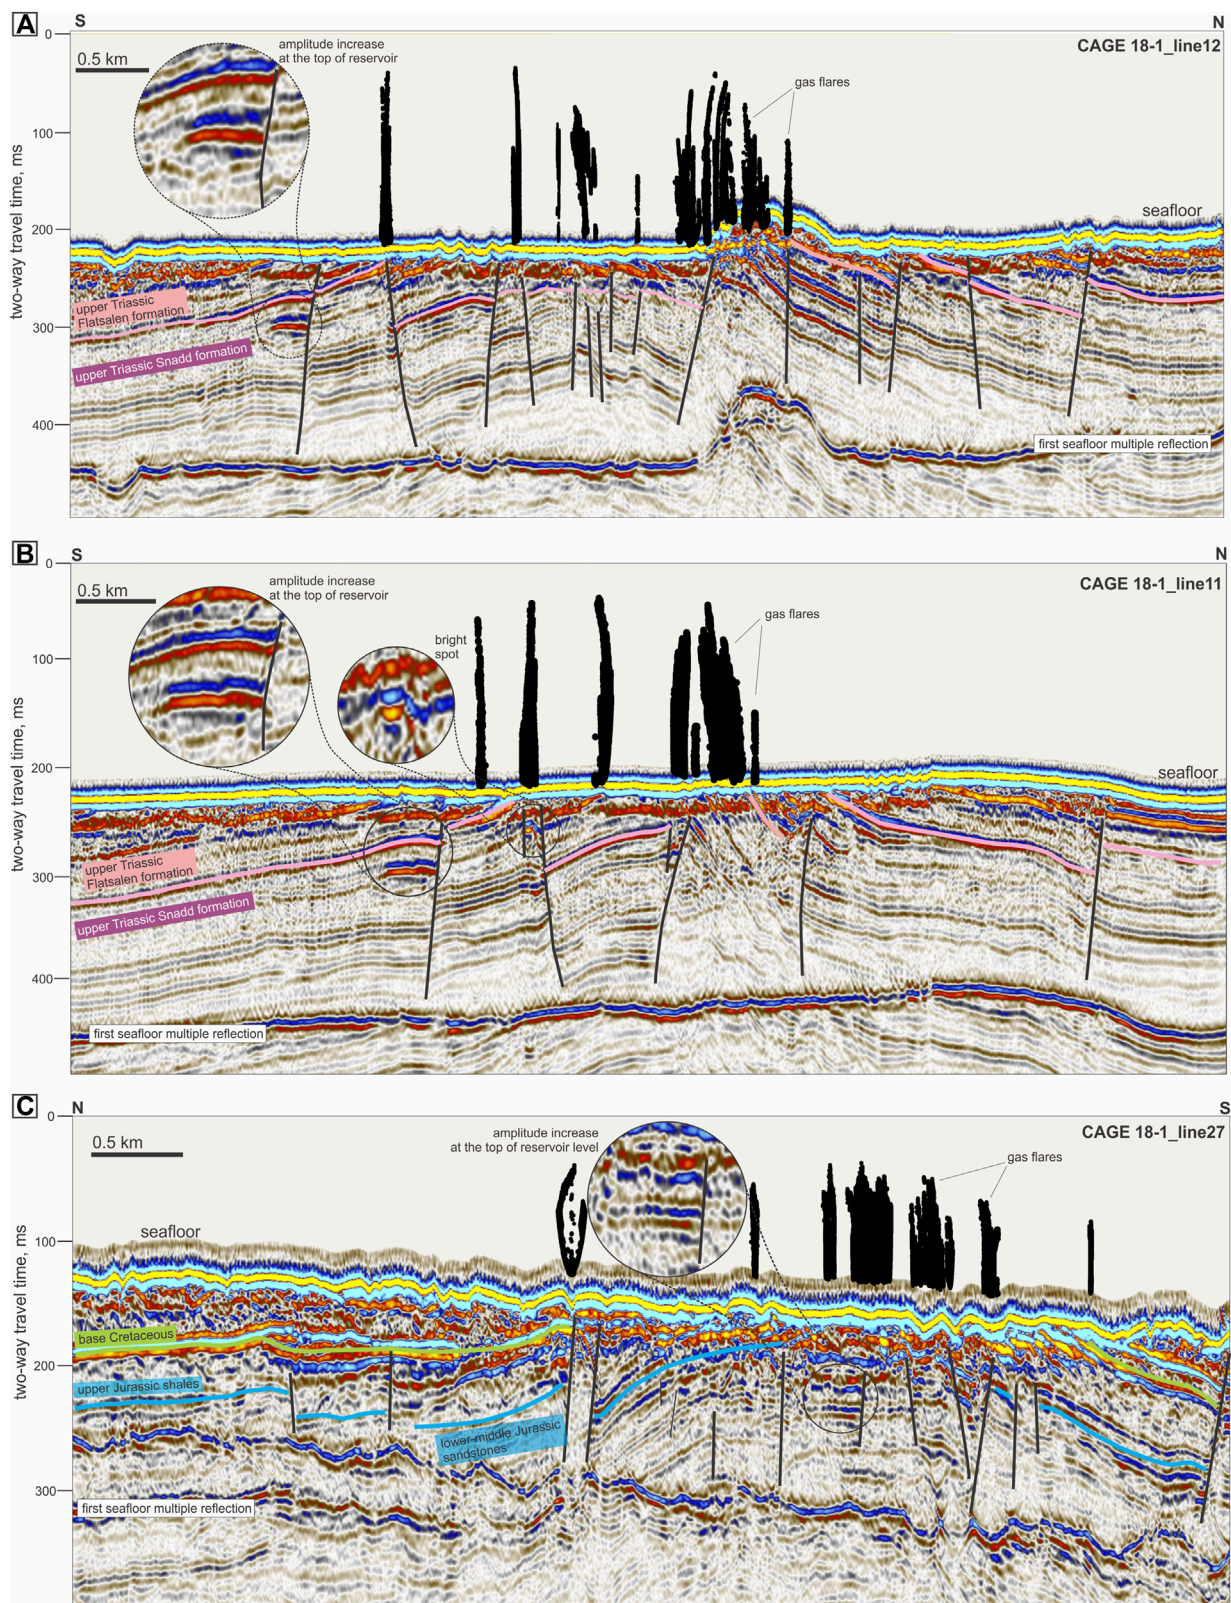 A
S
N
0
CAGE 18-1_line12
0.5 km
amplitude increase
at the top of reservoir
gas flares
100
200
seafloor
two-way travel time, ms
upper Triassic
Flatsalen formation
300
upper Triassic Snadd formation
400
first seafloor multiple reflection
B
S
N
0
CAGE 18-1_line11
0.5 km
amplitude increase
at the top of reservoir
bright
spot
gas flares
100
200
seafloor
two-way travel time, ms
upper Triassic
Flatsalen formation
300
upper Triassic Snadd formation
400
first seafloor multiple reflection
C
N
S
0
CAGE 18-1_line27
0.5 km
amplitude increase
at the top of reservoir level
gas flares
seafloor
100
two-way travel time, ms
base Cretaceous
200
upper Jurassic shales
lower-middle Jurassic
sandstones
300
first seafloor multiple reflection